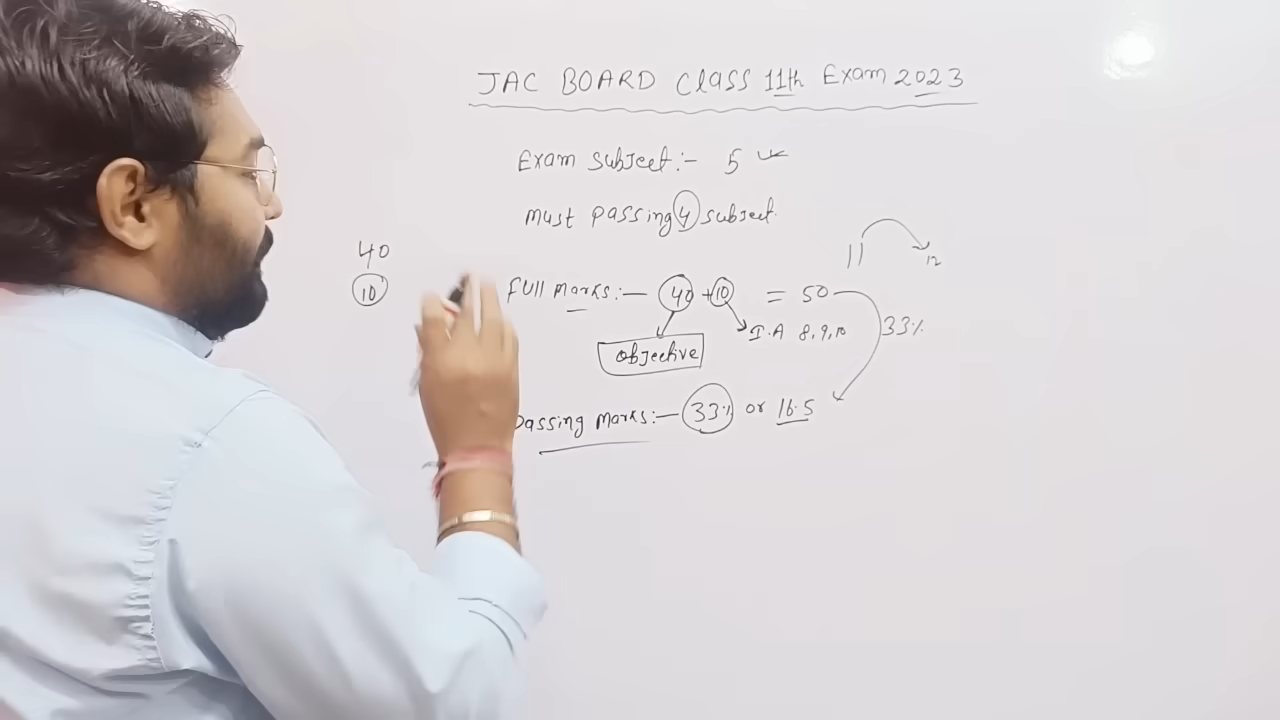 JAC BOARD Class 11th Exam 2023
Exam subject:- 5
must passing 4 subject.
11 12
40
10
full marks:- 40 + 10 = 50
33%
I.A 8,9,10
objective
passing marks:- 33% or 16.5